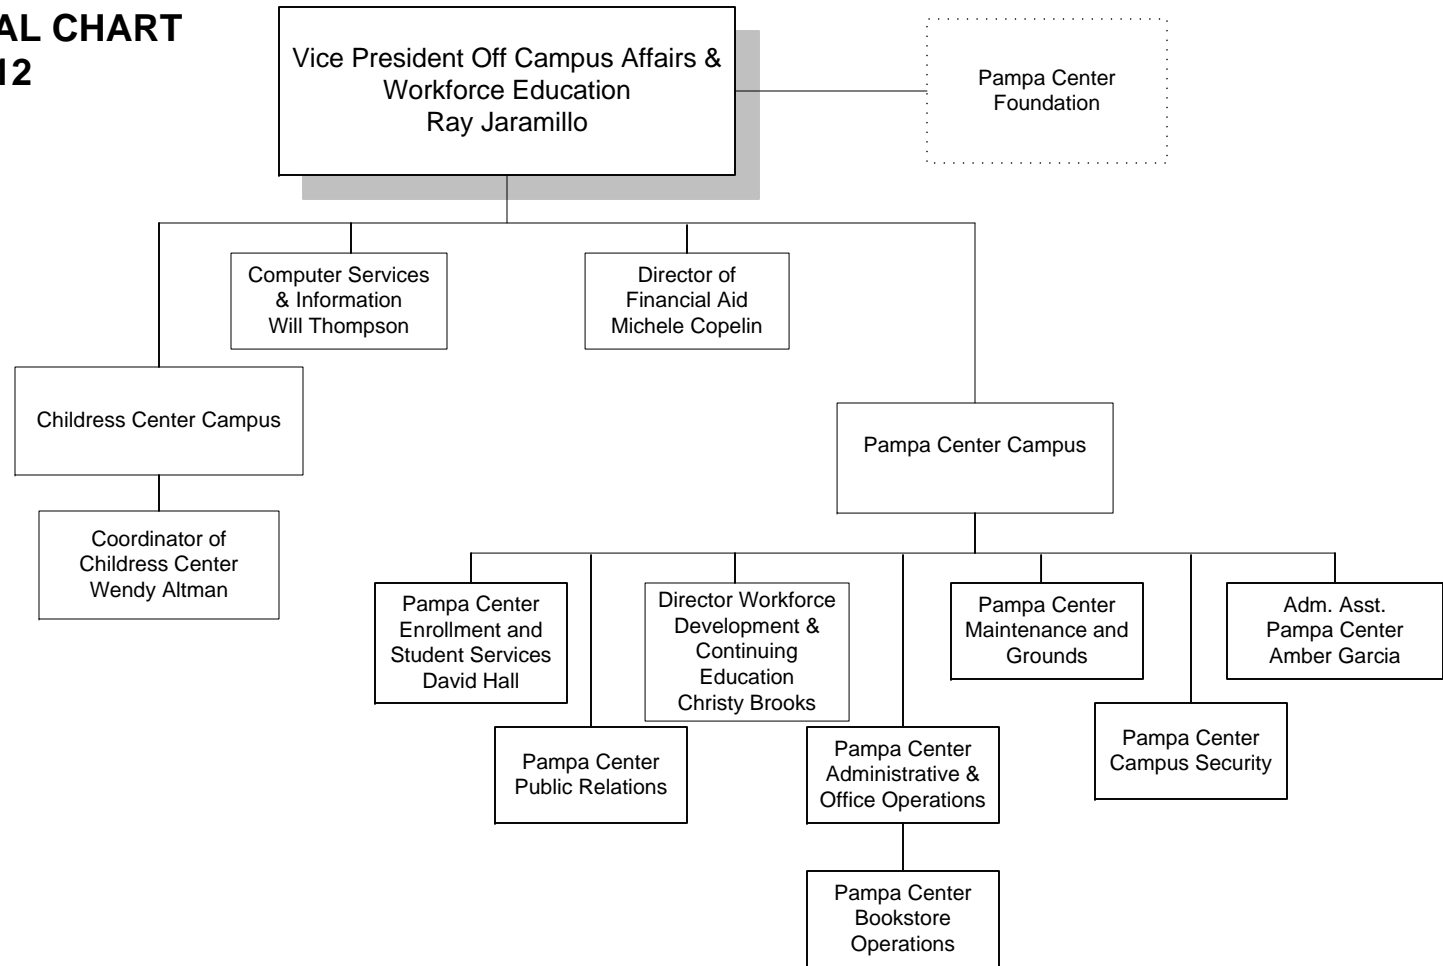 AL CHART
12
Vice President Off Campus Affairs &
Workforce Education
Ray Jaramillo
Pampa Center
Foundation
Computer Services
& Information
Will Thompson
Director of
Financial Aid
Michele Copelin
Childress Center Campus
Pampa Center Campus
Coordinator of
Childress Center
Wendy Altman
Pampa Center
Enrollment and
Student Services
David Hall
Director Workforce
Development &
Continuing
Education
Christy Brooks
Pampa Center
Maintenance and
Grounds
Adm. Asst.
Pampa Center
Amber Garcia
Pampa Center
Public Relations
Pampa Center
Administrative &
Office Operations
Pampa Center
Campus Security
Pampa Center
Bookstore
Operations